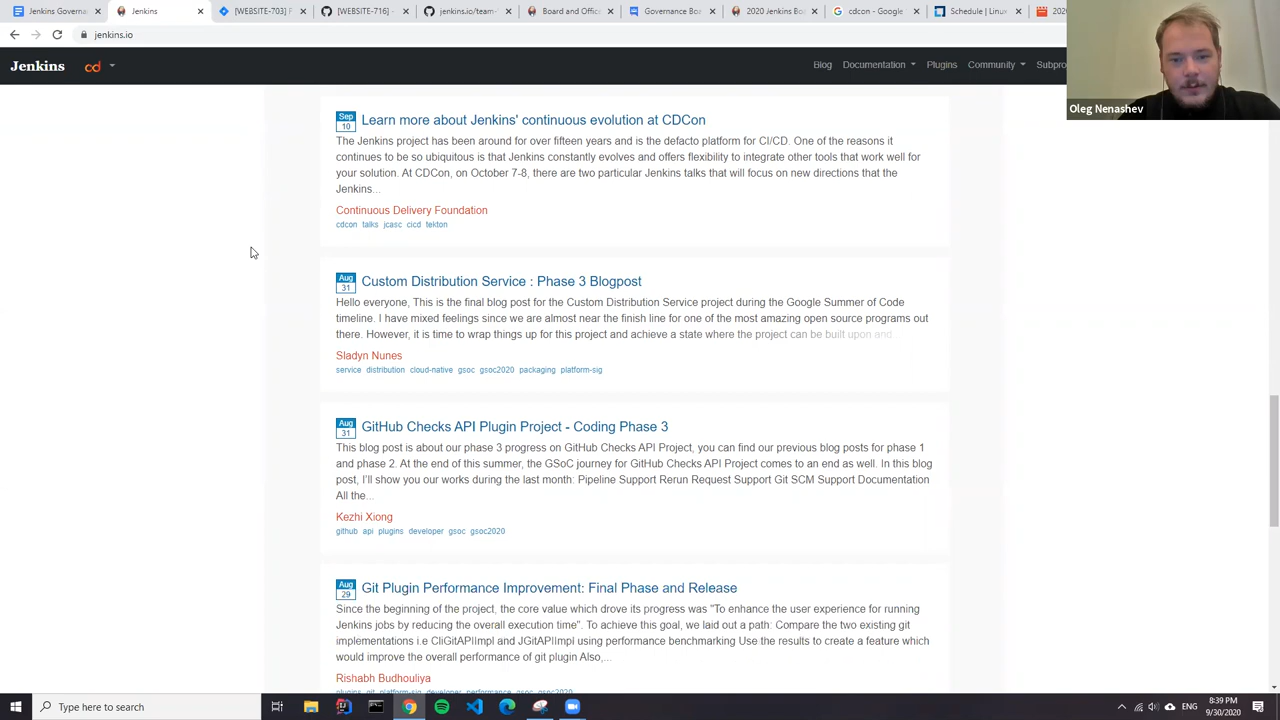 Jenkins Governa
Jenkins
[WEBSITE-703] F
[WEBSITE-716] -
jenkins.io/team-
Board and Offic
Governance Boa
2020 Jenkins Bo
cdcon - Google
Schedule | Linux
2020
jenkins.io
Jenkins
cd
Blog
Documentation
Plugins
Community
Subpro
Oleg Nenashev
Sep
10
Learn more about Jenkins' continuous evolution at CDCon
The Jenkins project has been around for over fifteen years and is the defacto platform for CI/CD. One of the reasons it
continues to be so ubiquitous is that Jenkins constantly evolves and offers flexibility to integrate other tools that work well for
your solution. At CDCon, on October 7-8, there are two particular Jenkins talks that will focus on new directions that the
Jenkins...
Continuous Delivery Foundation
cdcon talks jcasc cicd tekton
Aug
31
Custom Distribution Service : Phase 3 Blogpost
Hello everyone, This is the final blog post for the Custom Distribution Service project during the Google Summer of Code
timeline. I have mixed feelings since we are almost near the finish line for one of the most amazing open source programs out
there. However, it is time to wrap things up for this project and achieve a state where the project can be built upon and...
Sladyn Nunes
service distribution cloud-native gsoc gsoc2020 packaging platform-sig
Aug
31
GitHub Checks API Plugin Project - Coding Phase 3
This blog post is about our phase 3 progress on GitHub Checks API Project, you can find our previous blog posts for phase 1
and phase 2. At the end of this summer, the GSoC journey for GitHub Checks API Project comes to an end as well. In this blog
post, I'll show you our works during the last month: Pipeline Support Rerun Request Support Git SCM Support Documentation
All the...
Kezhi Xiong
github api plugins developer gsoc gsoc2020
Aug
29
Git Plugin Performance Improvement: Final Phase and Release
Since the beginning of the project, the core value which drove its progress was "To enhance the user experience for running
Jenkins jobs by reducing the overall execution time". To achieve this goal, we laid out a path: Compare the two existing git
implementations i.e CliGitAPIImpl and JGitAPIImpl using performance benchmarking Use the results to create a feature which
would improve the overall performance of git plugin Also,...
Rishabh Budhouliya
plugins git platform-sig developer performance gsoc gsoc2020
Type here to search
8:39 PM
9/30/2020